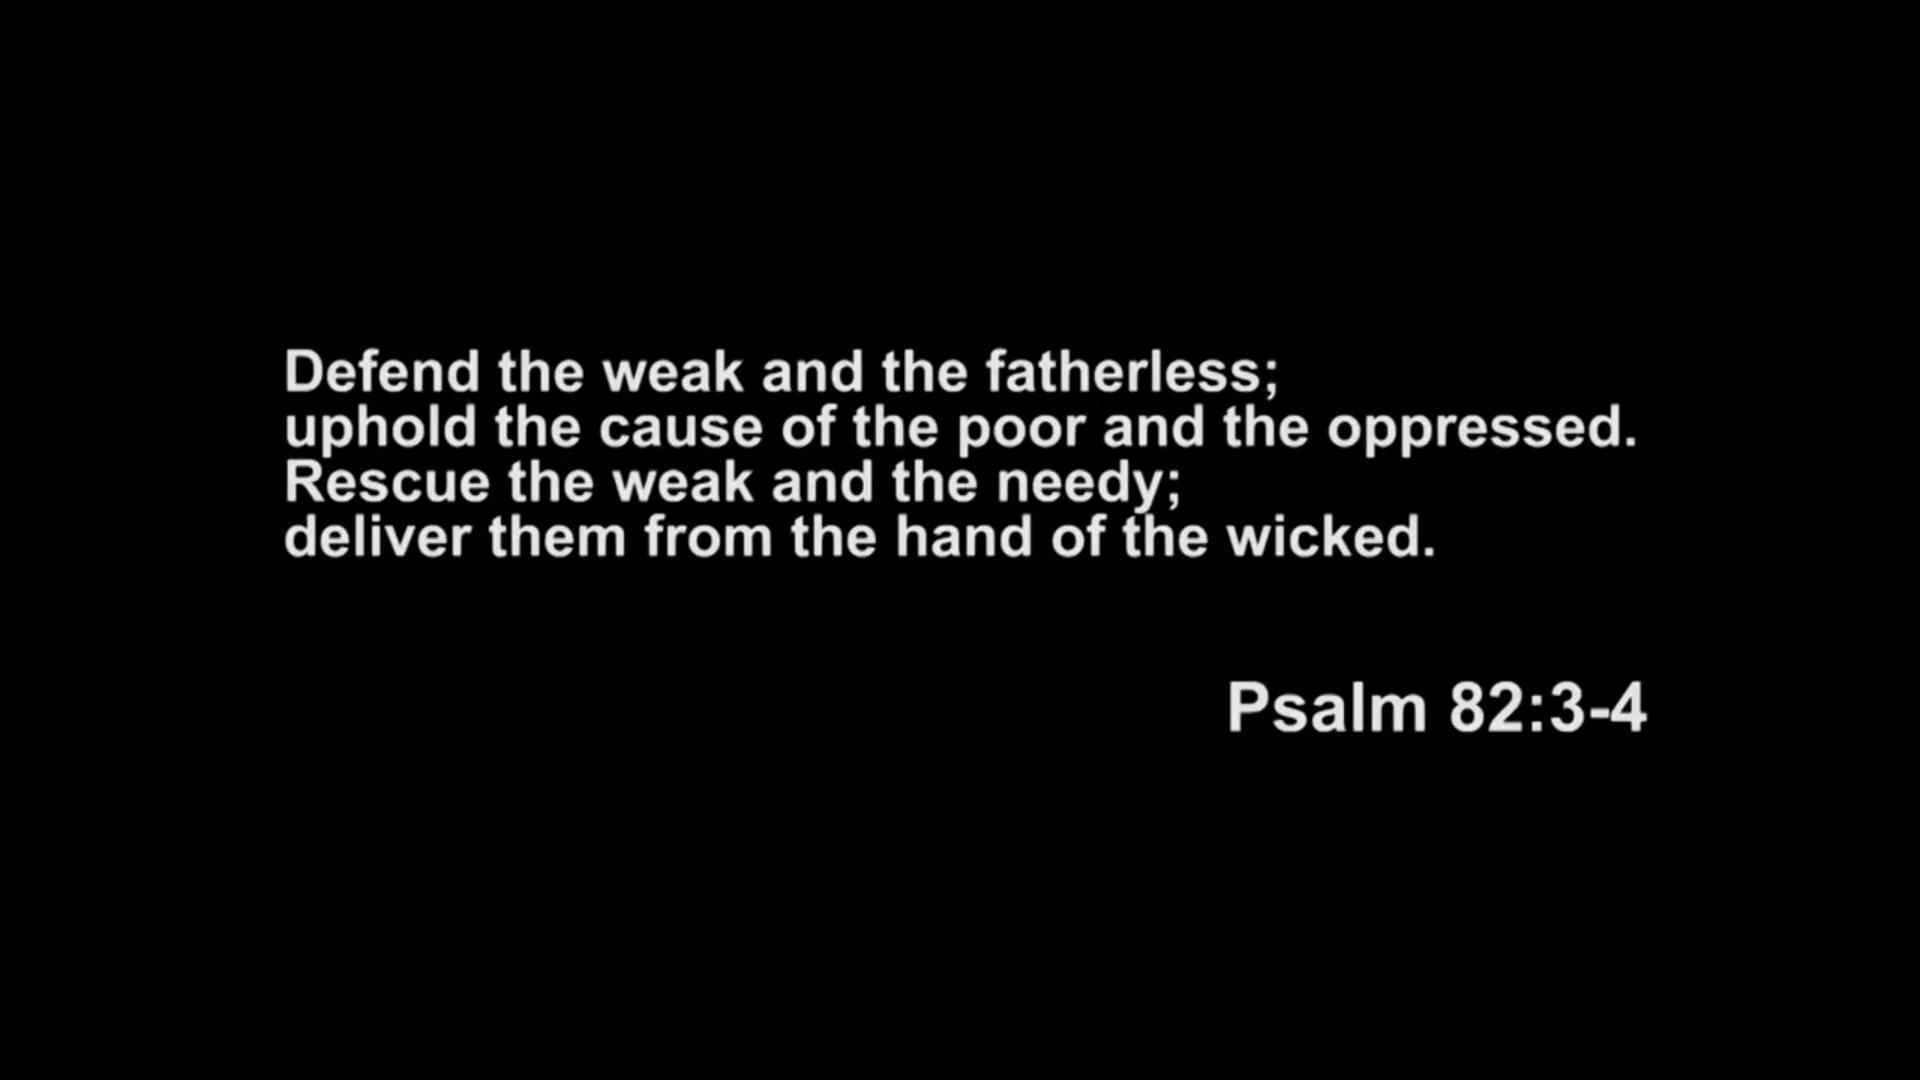 Defend the weak and the fatherless;
uphold the cause of the poor and the oppressed.
Rescue the weak and the needy;
deliver them from the hand of the wicked.
Psalm 82:3-4